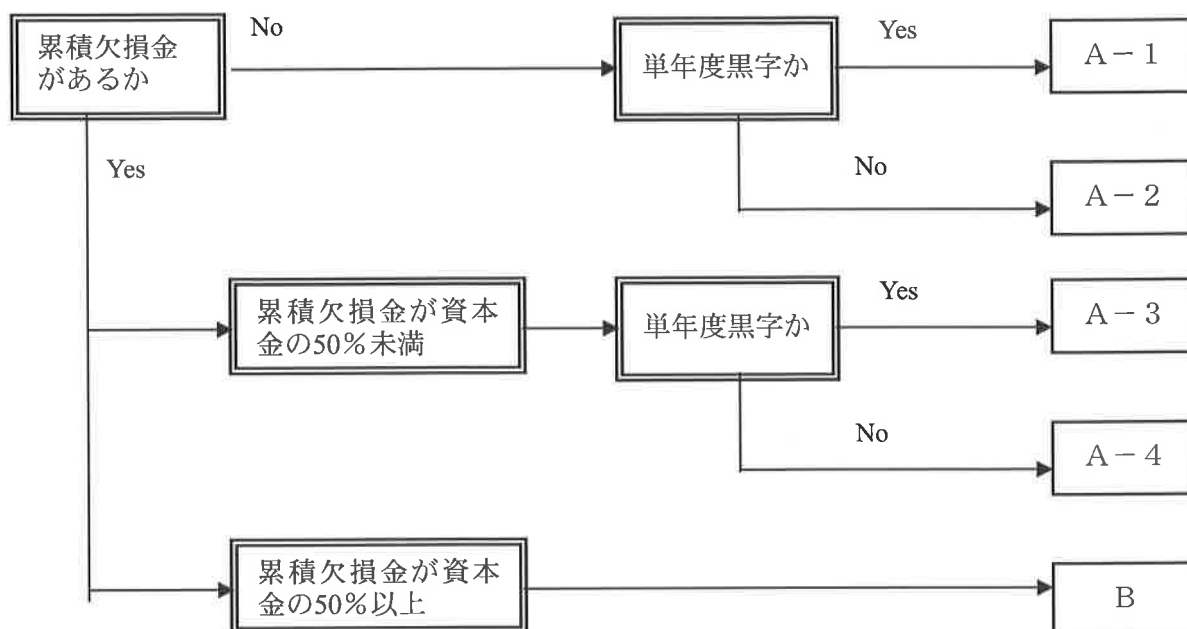 累積欠損金
があるか
No
単年度黒字か
Yes
A－1
Yes
No
A－2
累積欠損金が資本
金の50％未満
単年度黒字か
Yes
A－3
No
A－4
累積欠損金が資本
金の50％以上
B